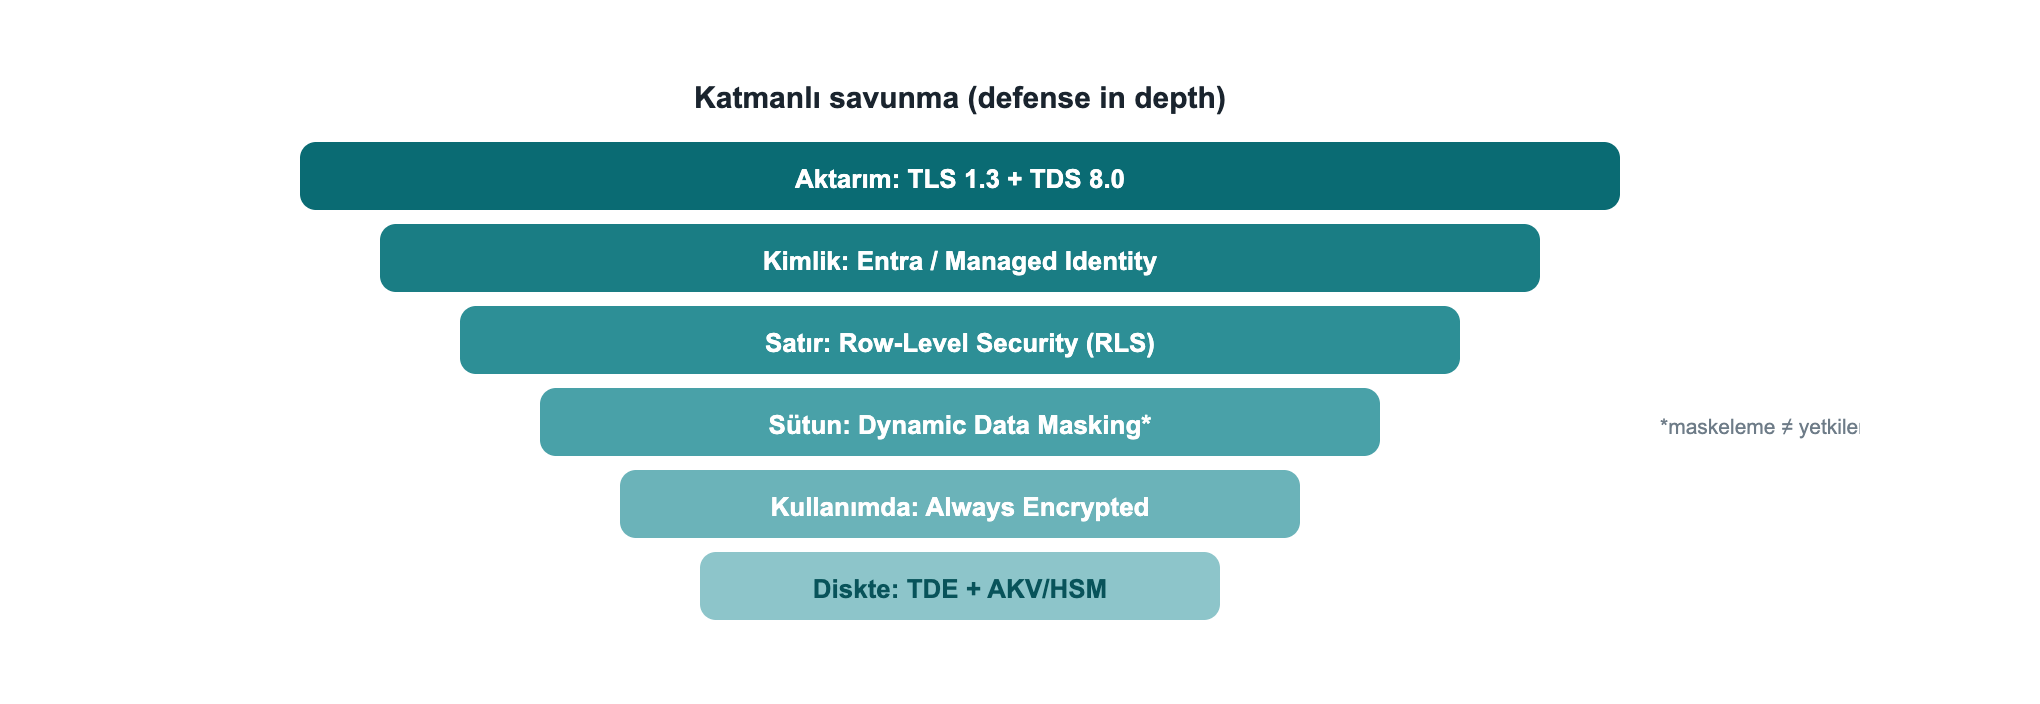 Katmanlı savunma (defense in depth)
Aktarım: TLS 1.3 + TDS 8.0
Kimlik: Entra / Managed Identity
Satır: Row-Level Security (RLS)
Sütun: Dynamic Data Masking*
*maskeleme ≠
Kullanımda: Always Encrypted
Diskte: TDE + AKV/HSM